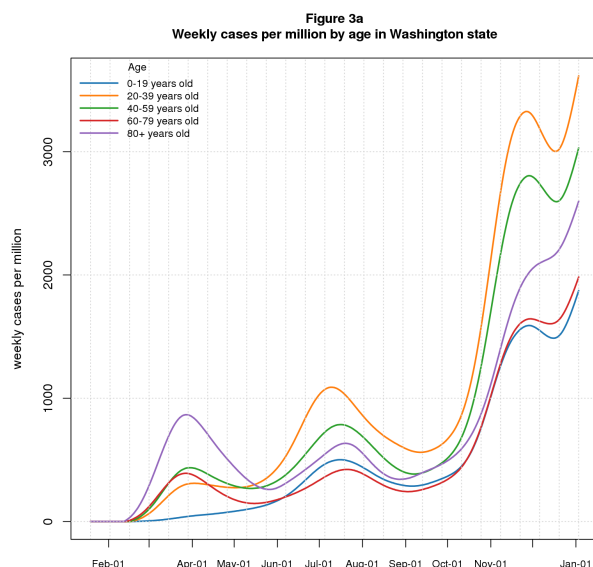 Figure 3a
Weekly cases per million by age in Washington state
Age
0-19 years old
20-39 years old
40-59 years old
60-79 years old
80+ years old
weekly cases per million
3000
2000
1000
0
Feb-01 Apr-01 May-01 Jun-01 Jul-01 Aug-01 Sep-01 Oct-01 Nov-01 Jan-01